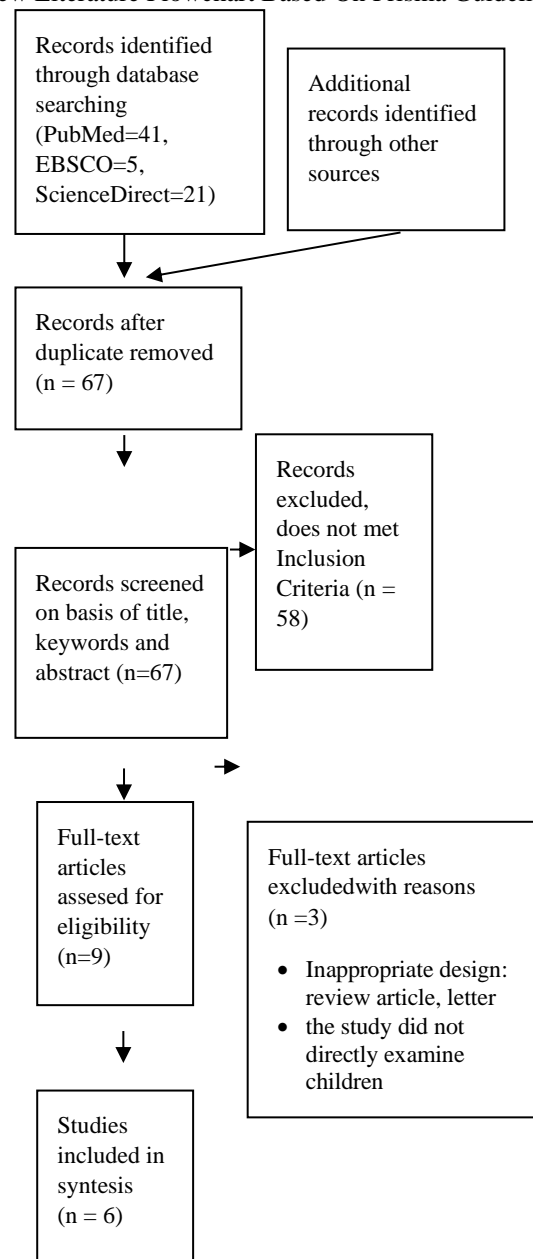 Literature Flowchart Based On Prisma
Records identified
through database
searching
(PubMed=41,
EBSCO=5,
ScienceDirect=21)
Additional
records identified
through other
sources
Records after
duplicate removed
(n = 67)
Records
excluded,
does not met
Inclusion
Criteria (n =
58)
Records screened
on basis of title,
keywords and
abstract (n=67)
Full-text
articles
assesed for
eligibility
(n=9)
Full-text articles
excludedwith reasons
(n =3)
• Inappropriate design:
review article, letter
• the study did not
directly examine
children
Studies
included in
syntesis
(n = 6)